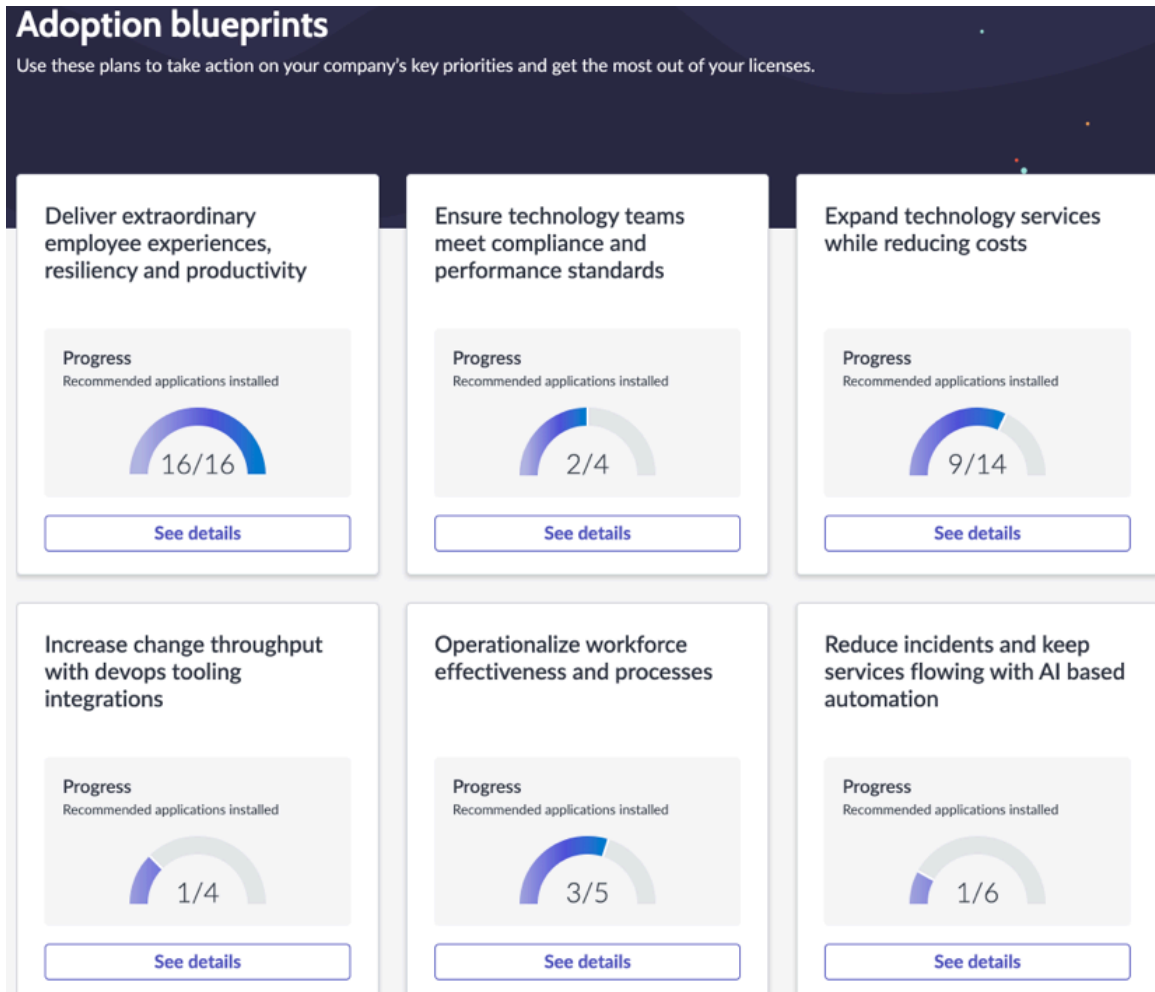 Adoption blueprints
Use these plans to take action on your company's key priorities and get the most out of your licenses.
Deliver extraordinary
employee experiences,
resiliency and productivity
Progress
Recommended applications installed
16/16
See details
Ensure technology teams
meet compliance and
performance standards
Progress
Recommended applications installed
2/4
See details
Expand technology services
while reducing costs
Progress
Recommended applications installed
9/14
See details
Increase change throughput
with devops tooling
integrations
Progress
Recommended applications installed
1/4
See details
Operationalize workforce
effectiveness and processes
Progress
Recommended applications installed
3/5
See details
Reduce incidents and keep
services flowing with AI based
automation
Progress
Recommended applications installed
1/6
See details